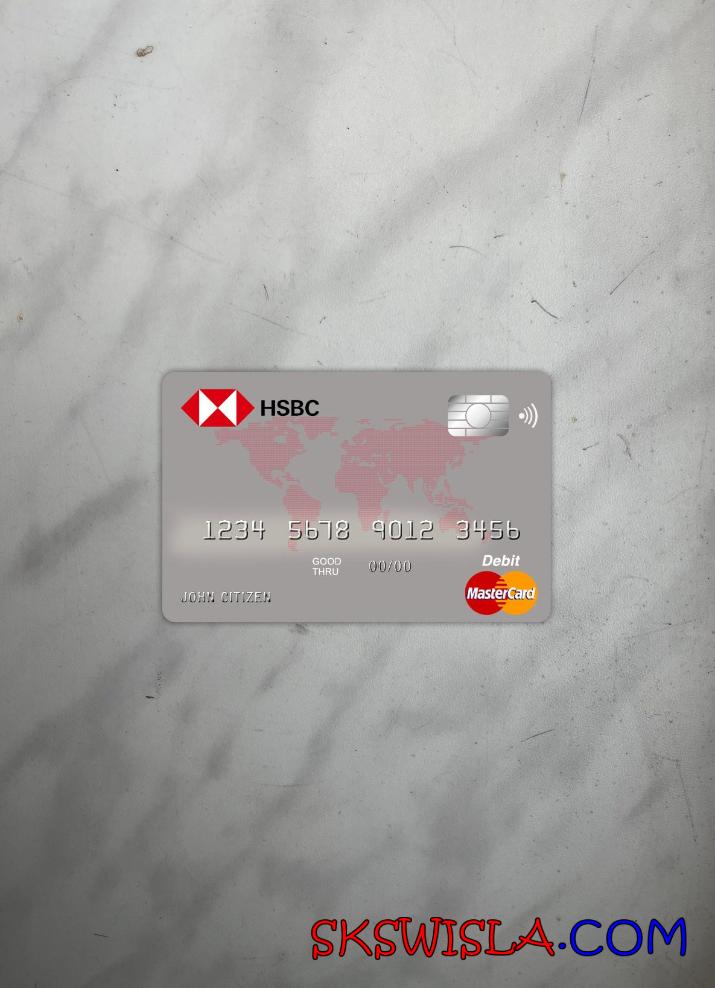 HSBC
1234 5678 9012 3456
GOOD
THRU
00/00
Debit
MasterCard
JOHN CITIZEN
SKSWISLA.COM